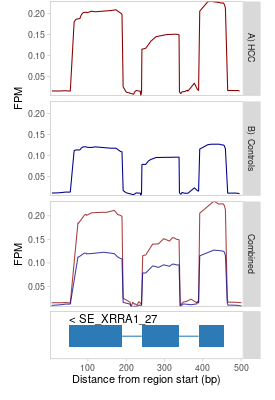 0.20
0.15
0.10
0.05
A) HCC
0.20
0.15
0.10
0.05
B) Controls
0.20
0.15
0.10
0.05
Combined
FPM
FPM
< SE_XRRA1_27
100
200
300
400
500
Distance from region start (bp)